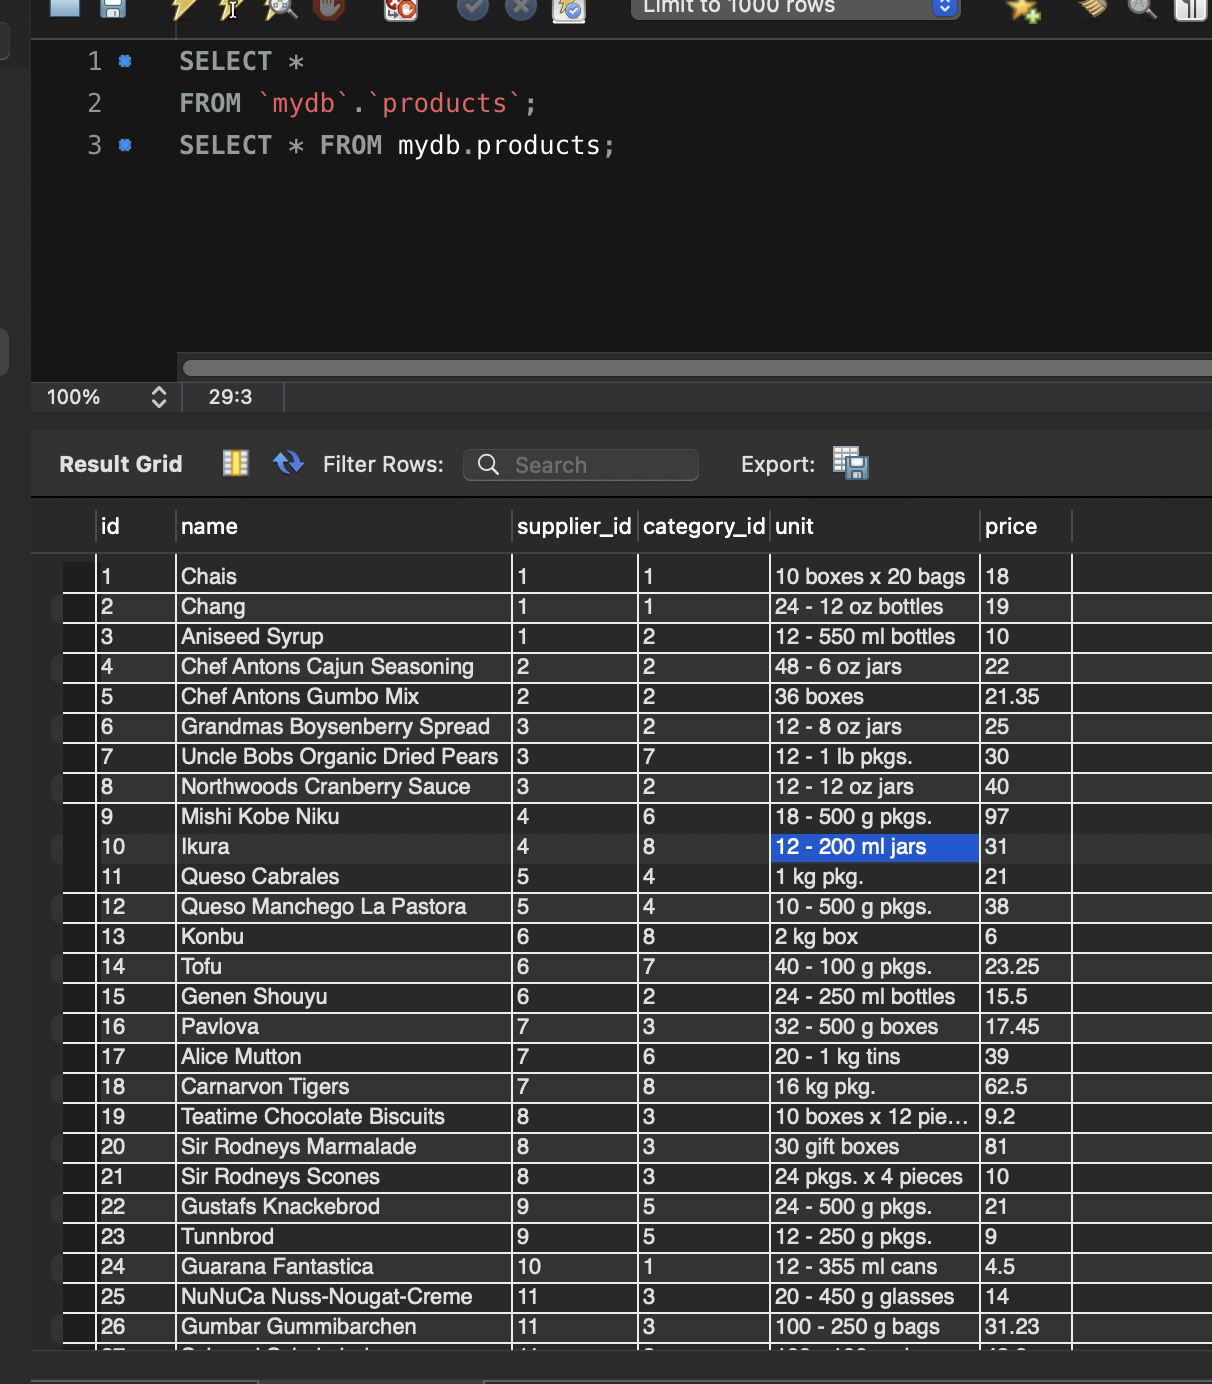 Limit to 1000 rows
1 SELECT *
2 FROM `mydb`.`products`;
3 SELECT * FROM mydb.products;
100% 29:3
Result Grid Filter Rows: Search Export:
id name supplier_id category_id unit price
1 Chais 1 1 10 boxes x 20 bags 18
2 Chang 1 1 24 - 12 oz bottles 19
3 Aniseed Syrup 1 2 12 - 550 ml bottles 10
4 Chef Antons Cajun Seasoning 2 2 48 - 6 oz jars 22
5 Chef Antons Gumbo Mix 2 2 36 boxes 21.35
6 Grandmas Boysenberry Spread 3 2 12 - 8 oz jars 25
7 Uncle Bobs Organic Dried Pears 3 7 12 - 1 lb pkgs. 30
8 Northwoods Cranberry Sauce 3 2 12 - 12 oz jars 40
9 Mishi Kobe Niku 4 6 18 - 500 g pkgs. 97
10 Ikura 4 8 12 - 200 ml jars 31
11 Queso Cabrales 5 4 1 kg pkg. 21
12 Queso Manchego La Pastora 5 4 10 - 500 g pkgs. 38
13 Konbu 6 8 2 kg box 6
14 Tofu 6 7 40 - 100 g pkgs. 23.25
15 Genen Shouyu 6 2 24 - 250 ml bottles 15.5
16 Pavlova 7 3 32 - 500 g boxes 17.45
17 Alice Mutton 7 6 20 - 1 kg tins 39
18 Carnarvon Tigers 7 8 16 kg pkg. 62.5
19 Teatime Chocolate Biscuits 8 3 10 boxes x 12 pie... 9.2
20 Sir Rodneys Marmalade 8 3 30 gift boxes 81
21 Sir Rodneys Scones 8 3 24 pkgs. x 4 pieces 10
22 Gustafs Knackebrod 9 5 24 - 500 g pkgs. 21
23 Tunnbrod 9 5 12 - 250 g pkgs. 9
24 Guarana Fantastica 10 1 12 - 355 ml cans 4.5
25 NuNuCa Nuss-Nougat-Creme 11 3 20 - 450 g glasses 14
26 Gumbar Gummibarchen 11 3 100 - 250 g bags 31.23